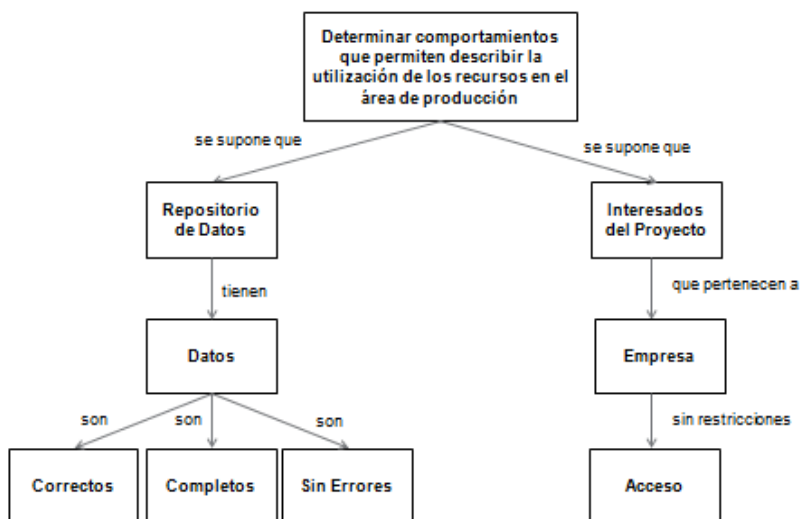 Determinar comportamientos
que permiten describir la
utilización de los recursos en el
área de producción
se supone que
se supone que
Repositorio
de Datos
Interesados
del Proyecto
tienen
que pertenecen a
Datos
Empresa
son
son
son
sin restricciones
Correctos
Completos
Sin Errores
Acceso